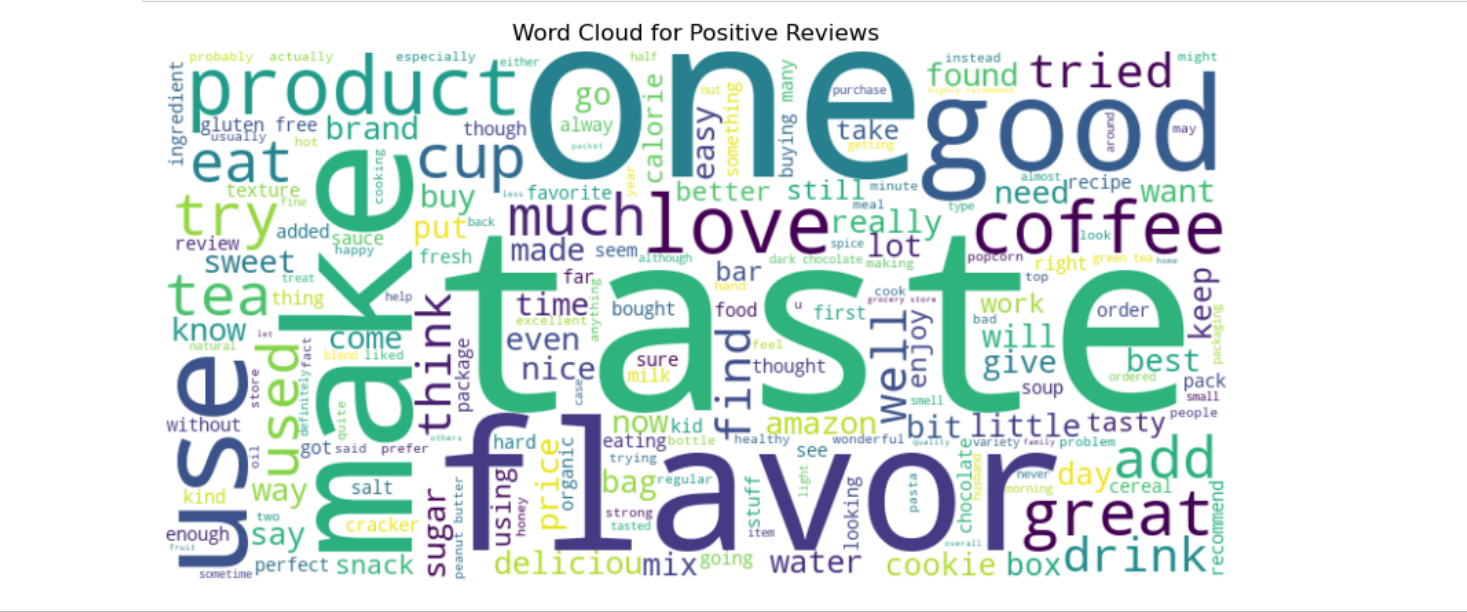 Word Cloud for Positive Reviews
probably actually especially either half instead might
product one found tried
highly recommend
ingredient go calorie nut something many purchase good
gluten free brand though alway easy buying take around may
usually hot packet getting
eat cooking cup year almost
texture fine buy less favorite better still minute need recipe want
try put back much love meal type coffee
added sauce really look
review happy made seem spice lot
sweet fresh although dark chocolate making popcorn right green tea home
treat far bar top
tea thing help time hand cook grocery store work keep
make think taste
excellent anything bought food u first order
know let come even bad will packaging
natural blend liked nice sure feel thought well enjoy give best
fact package milk find smell soup ordered pack
use store used definitely quite case small
without now kid amazon bit little tasty people
got said prefer others hard eating bottle healthy wonderful quality variety family problem
oil trying see chocolate never add
kind way salt sugar using price organic bag regular stuff light looking pasta husband day cereal
flavor
morning
two honey strong great recommend
enough say cracker peanut butter tasted item drink
fruit overall
sometime perfect snack deliciou mix going water cookie box